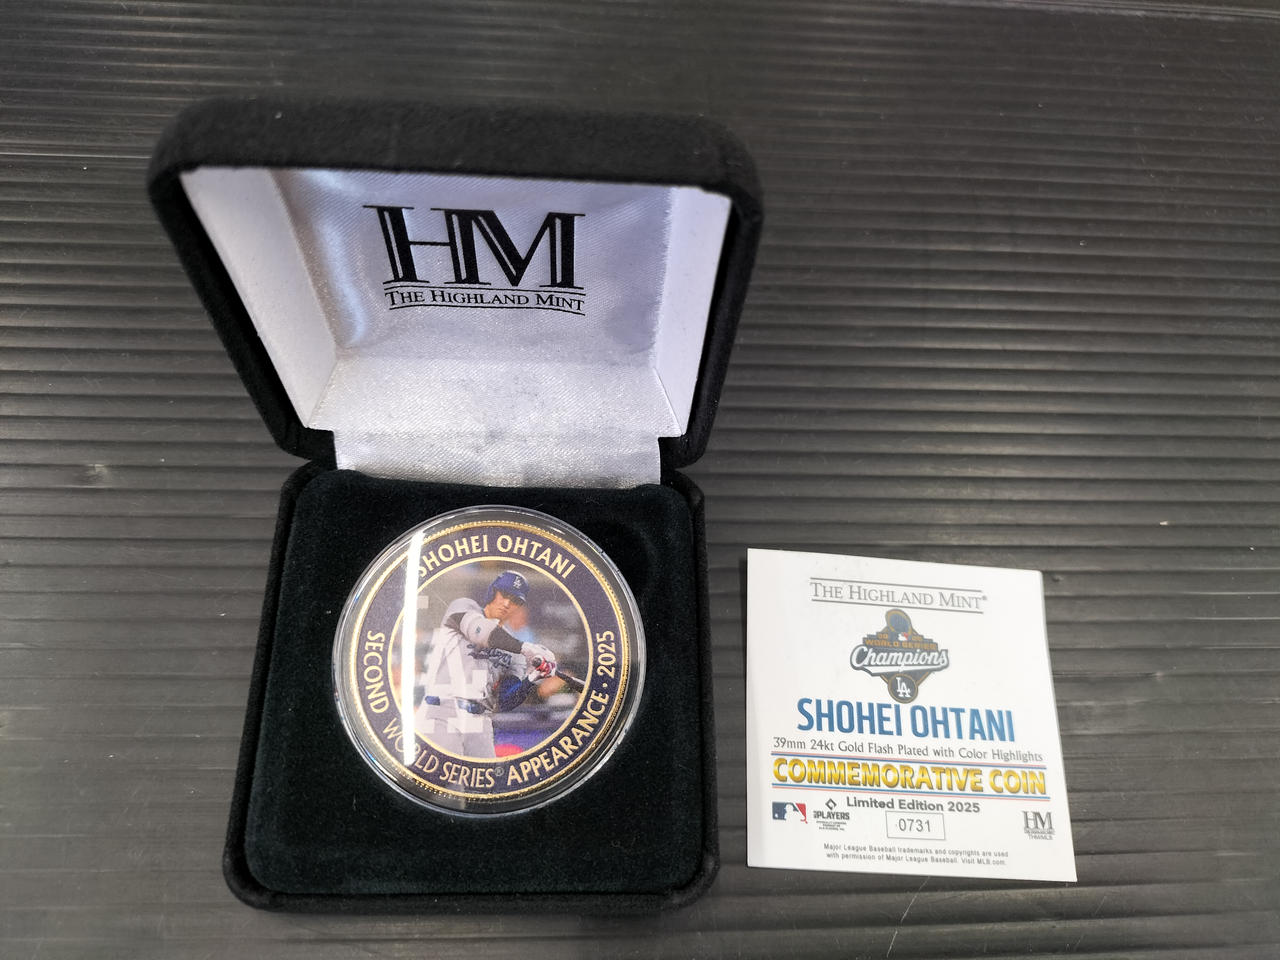 HM
THE HIGHLAND MINT
SHOHEI OHTANI
SECOND WORLD SERIES® APPEARANCE • 2025
LA
THE HIGHLAND MINT®
WORLD SERIES
Champions
LA
SHOHEI OHTANI
39mm 24kt Gold Flash Plated with Color Highlights
COMMEMORATIVE COIN
Limited Edition 2025
PLAYERS
0731
HM
Major League Baseball trademarks and copyrights are used
with permission of Major League Baseball. Visit MLB.com.